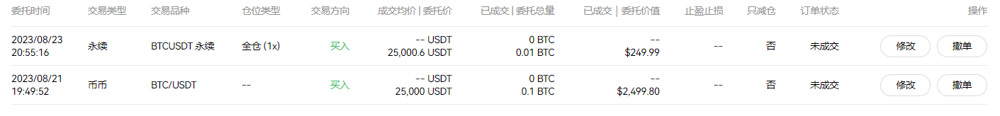 委托时间 交易类型 交易品种 仓位类型 交易方向 成交均价 | 委托价 已成交 | 委托总量 已成交 | 委托价值 止盈止损 只减仓 订单状态 操作
2023/08/23 -- USDT 0 BTC --
永续 BTCUSDT 永续 全仓 (1x) 买入 -- 否 未成交 修改 撤单
20:55:16 25,000.6 USDT 0.01 BTC $249.99
2023/08/21 -- USDT 0 BTC --
币币 BTC/USDT -- 买入 -- 否 未成交 修改 撤单
19:49:52 25,000 USDT 0.1 BTC $2,499.80